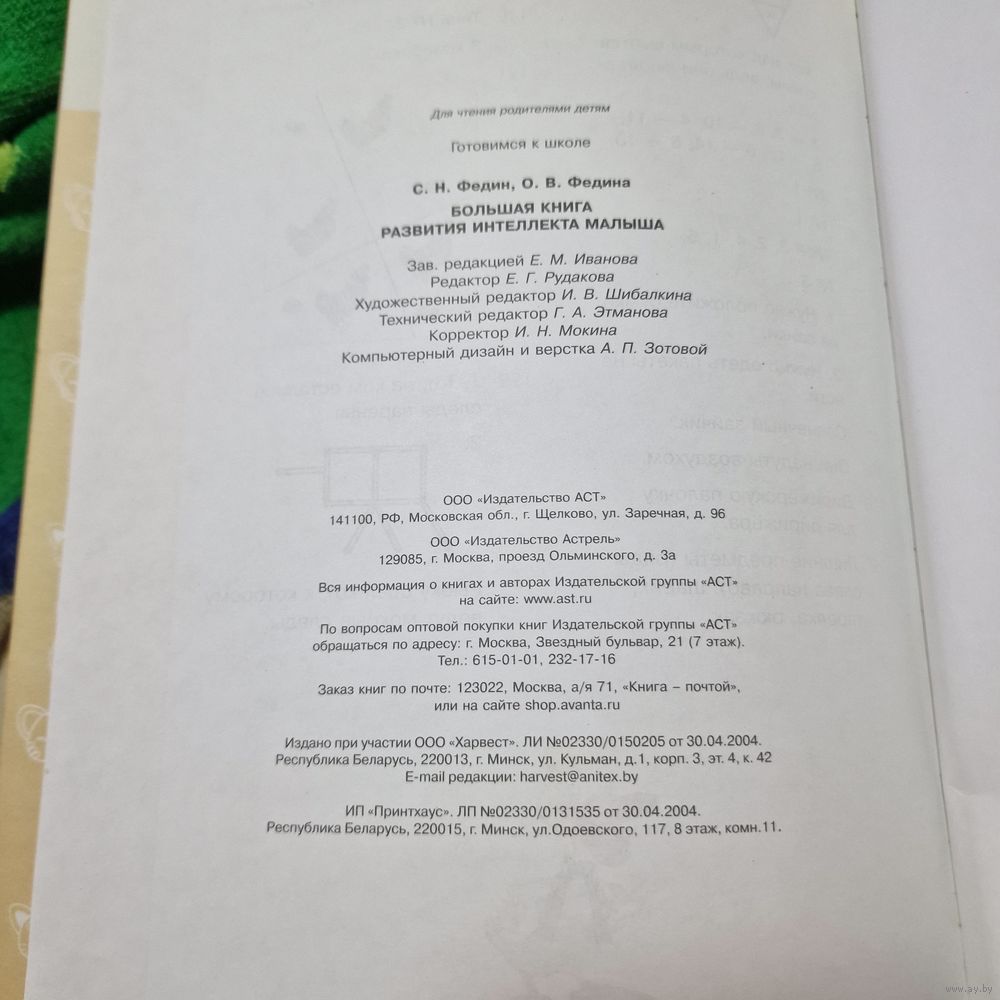 Для чтения родителями детям
Готовимся к школе
С. Н. Федин, О. В. Федина
БОЛЬШАЯ КНИГА
РАЗВИТИЯ ИНТЕЛЛЕКТА МАЛЫША
Зав. редакцией Е. М. Иванова
Редактор Е. Г. Рудакова
Художественный редактор И. В. Шибалкина
Технический редактор Г. А. Этманова
Корректор И. Н. Мокина
Компьютерный дизайн и верстка А. П. Зотовой
ООО «Издательство АСТ»
141100, РФ, Московская обл., г. Щелково, ул. Заречная, д. 96
ООО «Издательство Астрель»
129085, г. Москва, проезд Ольминского, д. 3а
Вся информация о книгах и авторах Издательской группы «АСТ»
на сайте: www.ast.ru
По вопросам оптовой покупки книг Издательской группы «АСТ»
обращаться по адресу: г. Москва, Звездный бульвар, 21 (7 этаж).
Тел.: 615-01-01, 232-17-16
Заказ книг по почте: 123022, Москва, а/я 71, «Книга – почтой»,
или на сайте shop.avanta.ru
Издано при участии ООО «Харвест». ЛИ №02330/0150205 от 30.04.2004.
Республика Беларусь, 220013, г. Минск, ул. Кульман, д.1, корп. 3, эт. 4, к. 42
E-mail редакции: harvest@anitex.by
ИП «Принтхаус». ЛП №02330/0131535 от 30.04.2004.
Республика Беларусь, 220015, г. Минск, ул.Одоевского, 117, 8 этаж, комн.11.
www.ay.by